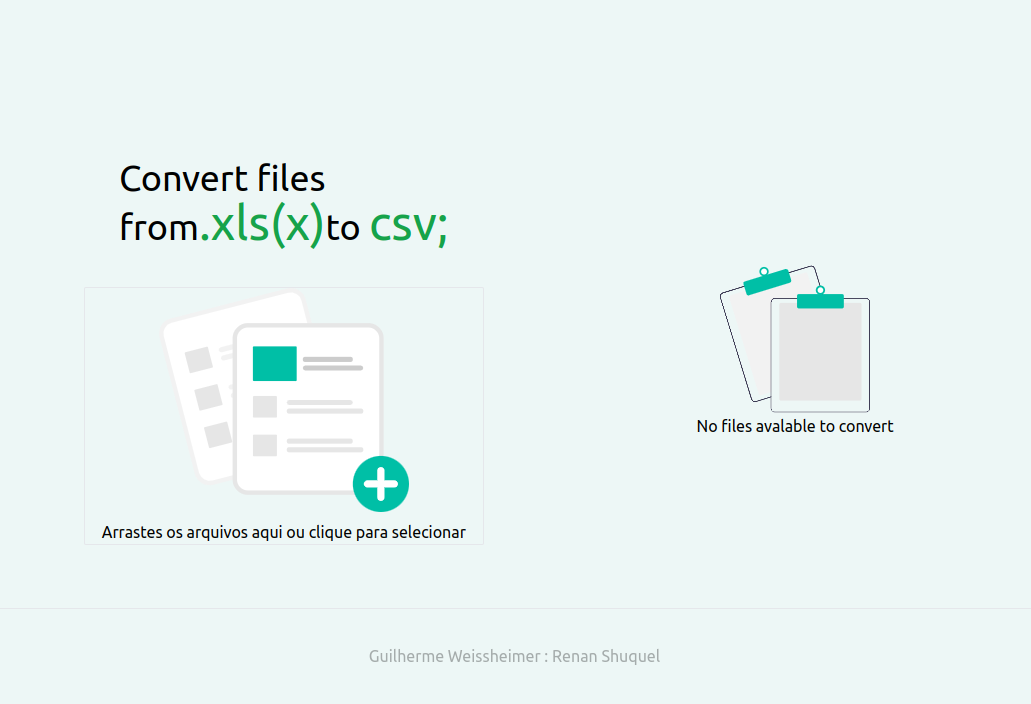 Convert files
from.xls(x)to csv;
Arrastes os arquivos aqui ou clique para selecionar
No files avalable to convert
Guilherme Weissheimer : Renan Shuquel